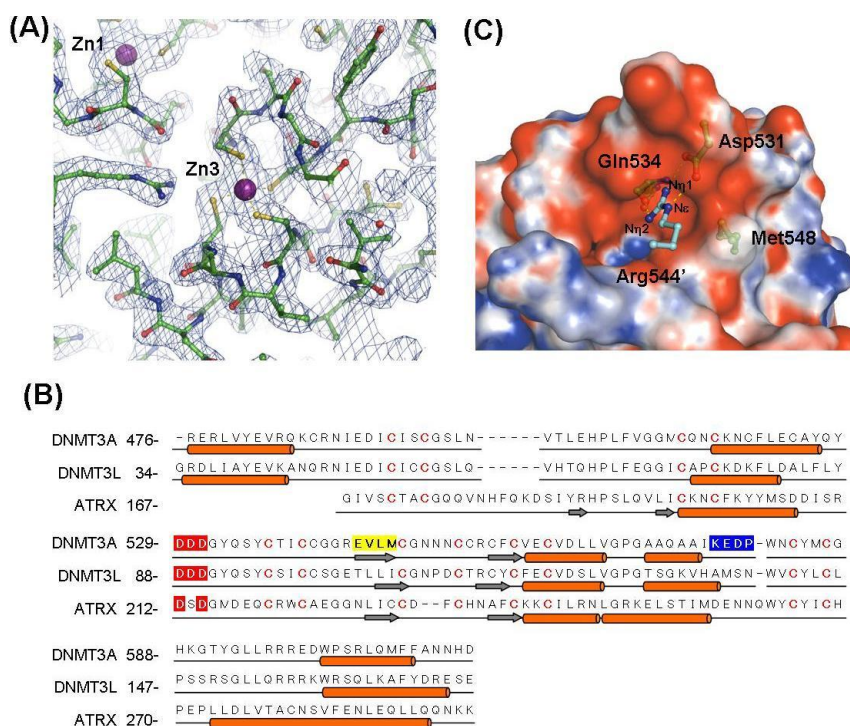 (A)
Zn1
Zn3
(C)
Gln534
Asp531
Nη1
Nε
Nη2
Met548
Arg544'
(B)
DNMT3A 476- -RERLVYEVRQKCRNIEDICISCGSLN------VTLEHPLFVGGMCQNCKNCFLECAYQY
DNMT3L 34- GRDLIAYEVKANQRNIEDICICCGSLQ------VHTQHPLFEGGICAPCKDKFLDALFLY
ATRX 167- GIVSCTACGQQVNHFQKDSIYRHPSLQVLICKNCFKYYMSDDISR
DNMT3A 529- DDDGYQSYCTICCGGREVLMCGNNNCCRCFCVECVDLLVGPGAAQAAIKEDP-WNCYMCG
DNMT3L 88- DDDGYQSYCSICCSGETLLICGNPDCTRCYCFECVDSLVGPGTSGKVHAMSN-WVCYLCL
ATRX 212- DSDGMDEQCRWCAEGGNLICCD--FCHNAFCKKCILRNLGRKELSTIMDENNQWYCYICH
DNMT3A 588- HKGTYGLLRRREDWPSRLQMFFANNHD
DNMT3L 147- PSSRSGLLQRRRKWRSQLKAFYDRESE
ATRX 270- PEPLLDLVTACNSVFENLEQLLQQNKK